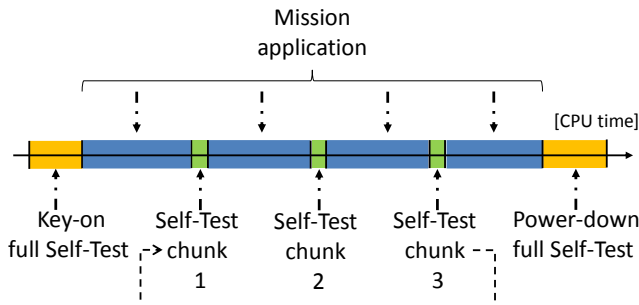 Mission
application
[CPU time]
Key-on
full Self-Test
Self-Test
chunk
1
Self-Test
chunk
2
Self-Test
chunk
3
Power-down
full Self-Test